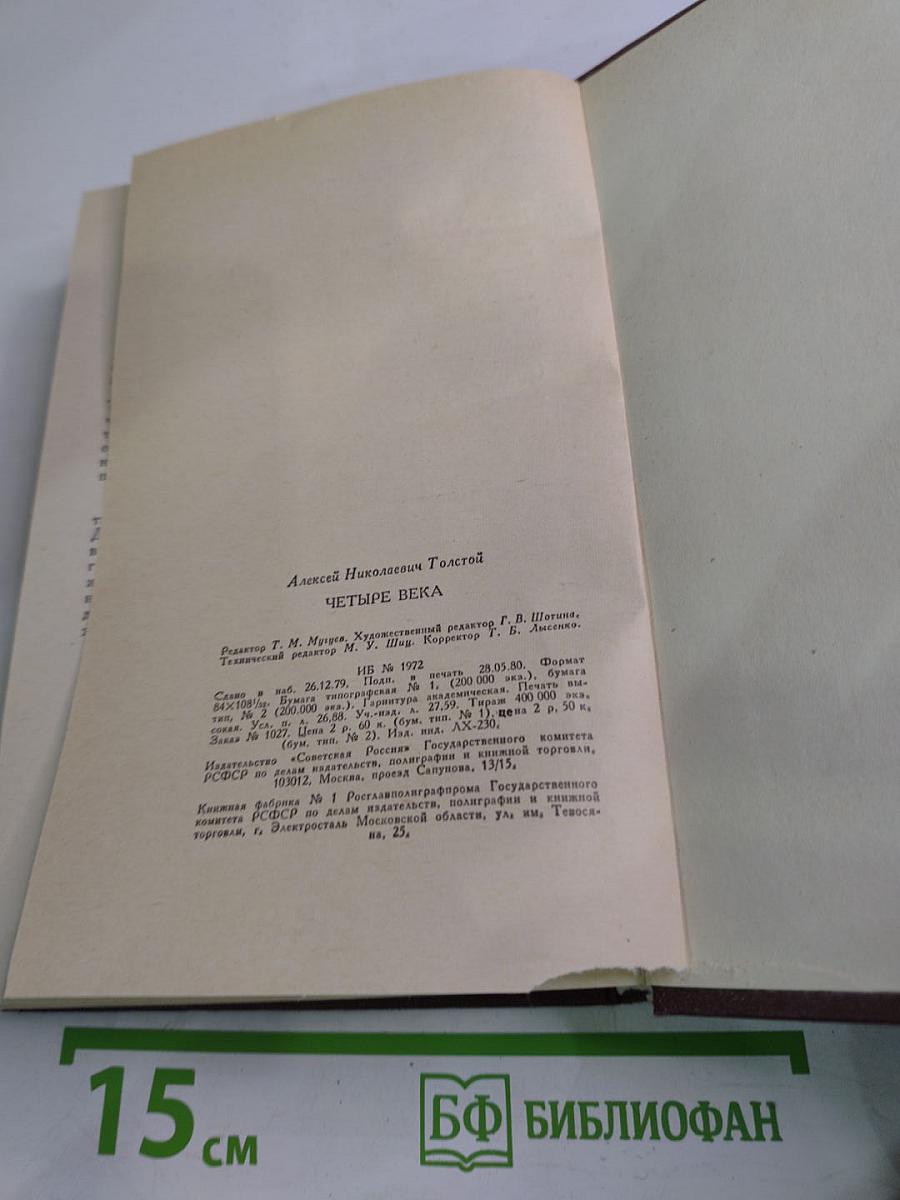 Алексей Николаевич Толстой
ЧЕТЫРЕ ВЕКА
Редактор Т. М. Мугуев. Художественный редактор Г. В. Шотина.
Технический редактор М. У. Шиц. Корректор Т. Б. Лысенко.
ИБ № 1972
Сдано в наб. 26.12.79. Подп. в печать 28.05.80. Формат
84×108¹/₃₂. Бумага типографская № 1, (200 000 экз.), бумага
тип, № 2 (200.000 экз.). Гарнитура академическая. Печать вы-
сокая. Усл. п. л. 26,88. Уч.-изд. л. 27,59. Тираж 400 000 экз.
Заказ № 1027. Цена 2 р. 60 к. (бум. тип. № 1), цена 2 р. 50 к.
(бум. тип. № 2). Изд. инд. ЛХ-230.
Издательство «Советская Россия» Государственного комитета
РСФСР по делам издательств, полиграфии и книжной торговли.
103012, Москва, проезд Сапунова, 13/15.
Книжная фабрика № 1 Росглавполиграфпрома Государственного
комитета РСФСР по делам издательств, полиграфии и книжной
торговли, г. Электросталь Московской области, ул. им. Тевося-
на, 25.
15 см
БФ БИБЛИОФАН